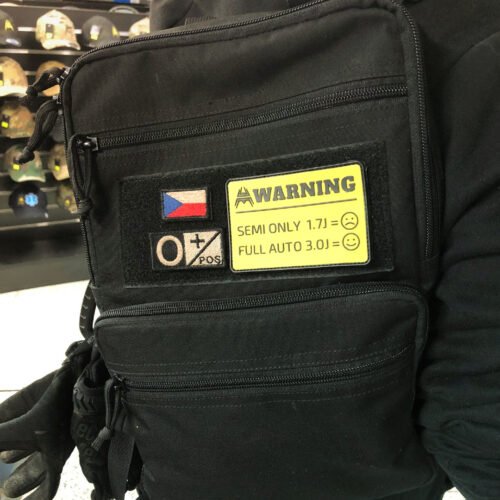 WARNING
SEMI ONLY 1.7J = ☹
FULL AUTO 3.0J = ☺
O+
POS